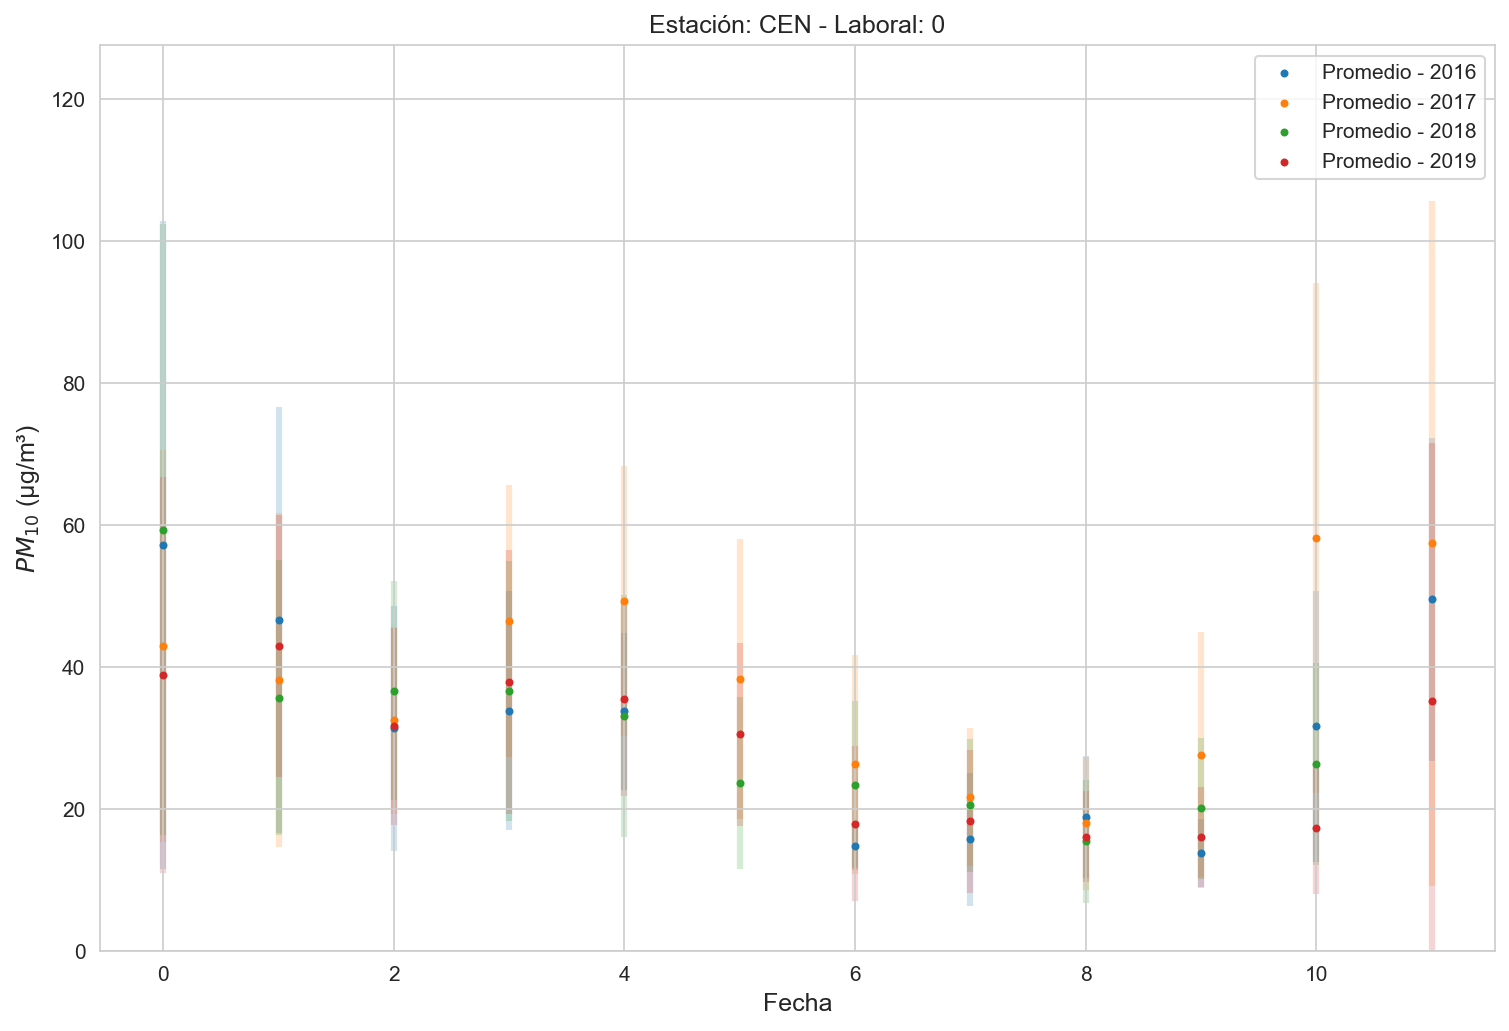 Estación: CEN - Laboral: 0
Promedio - 2016
Promedio - 2017
Promedio - 2018
Promedio - 2019
120
100
80
60
40
20
0
PM₁₀ (µg/m³)
0 2 4 6 8 10
Fecha